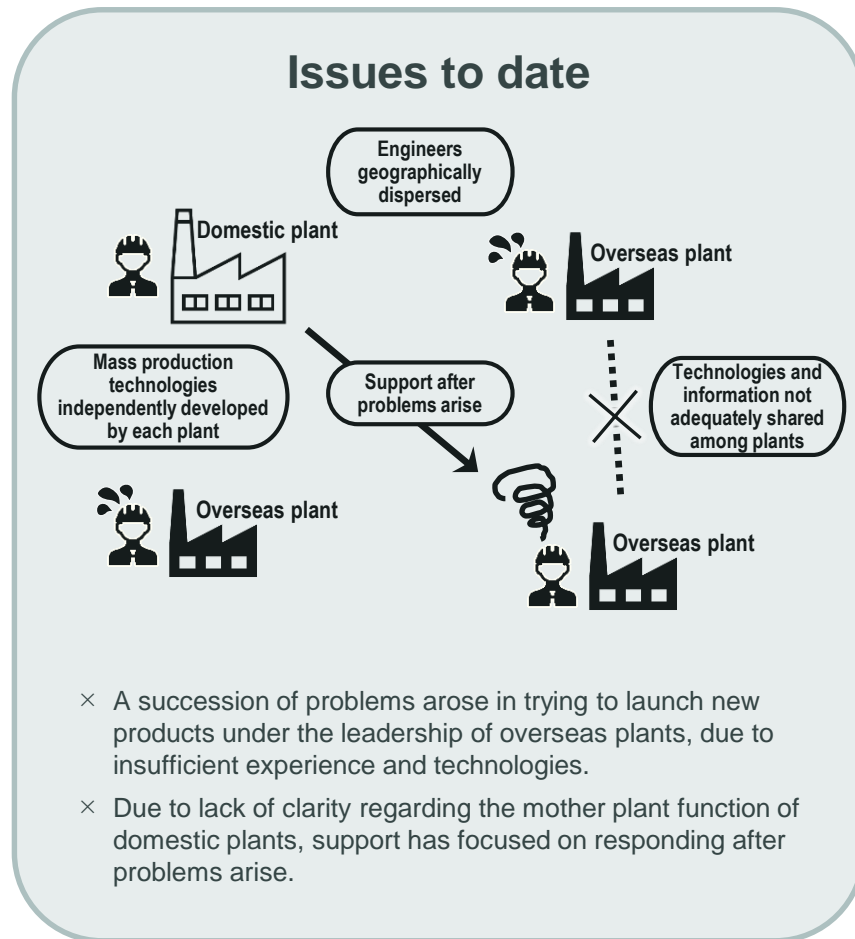 Issues to date
Engineers
geographically
dispersed
Domestic plant
Overseas plant
Mass production
technologies
independently developed
by each plant
Support after
problems arise
Technologies and
information not
adequately shared
among plants
Overseas plant
Overseas plant
× A succession of problems arose in trying to launch new
products under the leadership of overseas plants, due to
insufficient experience and technologies.
× Due to lack of clarity regarding the mother plant function of
domestic plants, support has focused on responding after
problems arise.